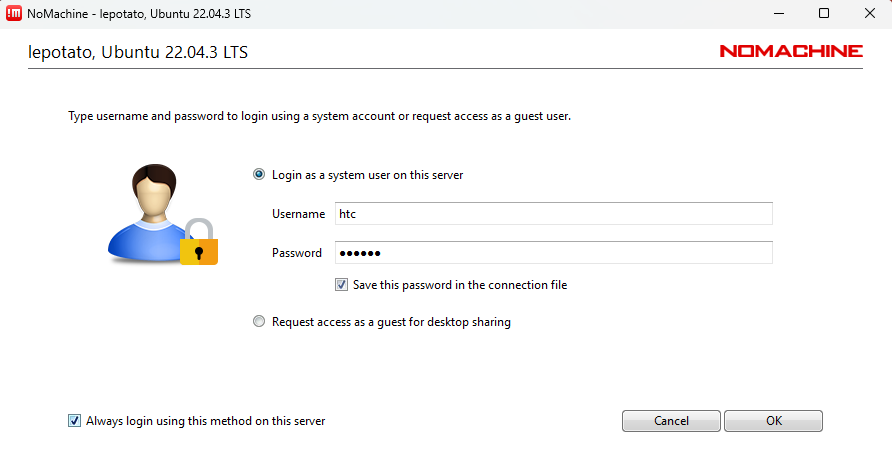 NoMachine - lepotato, Ubuntu 22.04.3 LTS
lepotato, Ubuntu 22.04.3 LTS
NOMACHINE
Type username and password to login using a system account or request access as a guest user.
Login as a system user on this server
Username htc
Password ●●●●●●
Save this password in the connection file
Request access as a guest for desktop sharing
Always login using this method on this server
Cancel OK